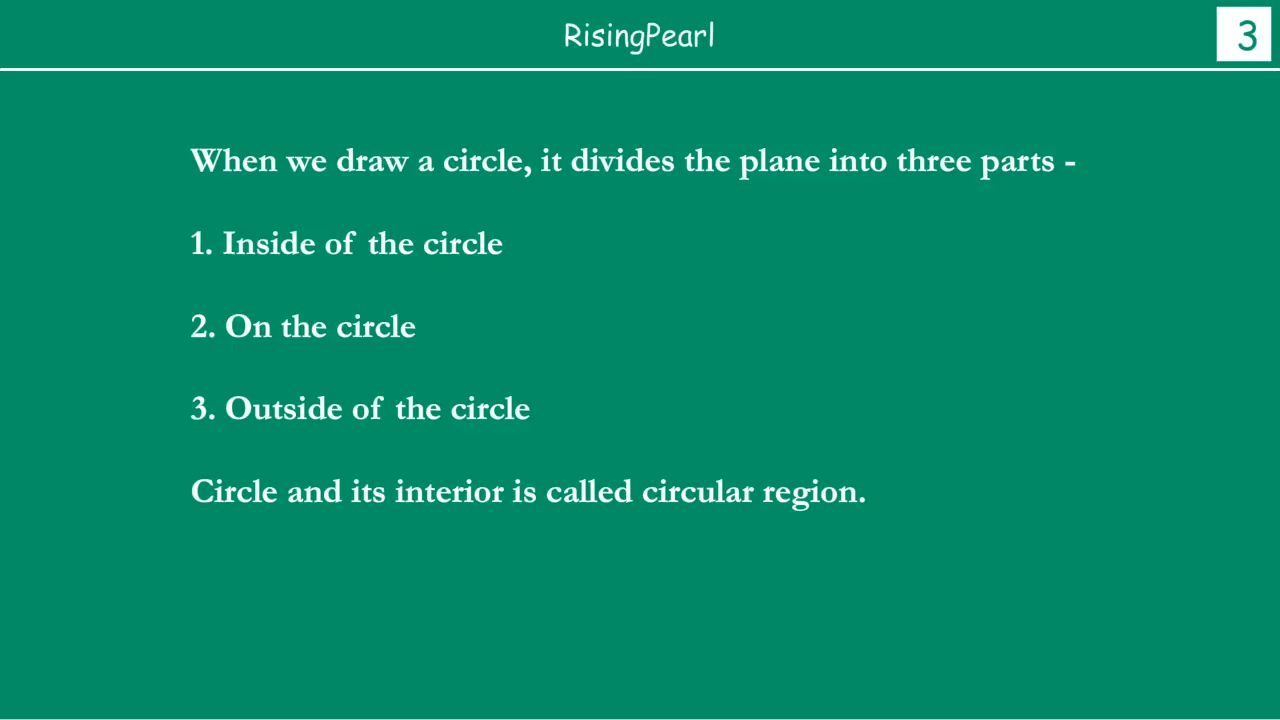 RisingPearl
3
When we draw a circle, it divides the plane into three parts -
1. Inside of the circle
2. On the circle
3. Outside of the circle
Circle and its interior is called circular region.